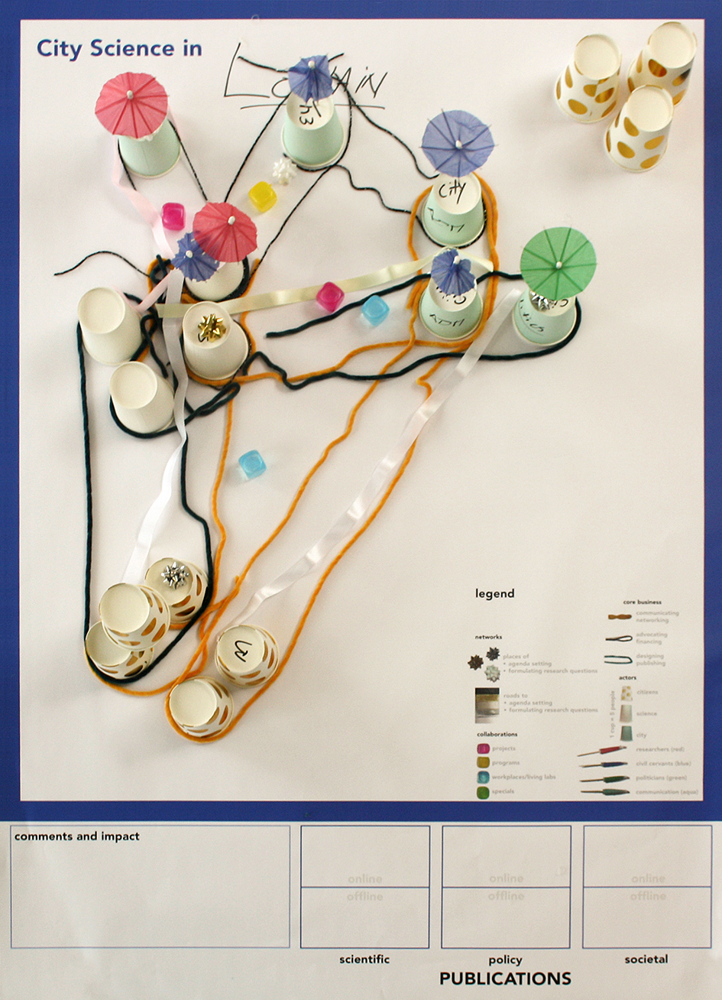 City Science in
City
City
legend
core business
communicating
networking
networks
advocating
financing
places of
• agenda setting
• formulating research questions
designing
publishing
actors
roads to
• agenda setting
• formulating research questions
1 cup = 5 people
citizens
science
city
collaborations
projects
programs
workplaces/living labs
specials
researchers (red)
civil servants (blue)
politicians (green)
communication (aqua)
comments and impact
online
offline
online
offline
online
offline
scientific
policy
societal
PUBLICATIONS